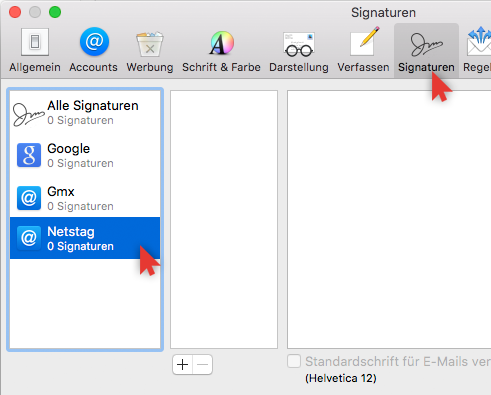 Signaturen
Allgemein Accounts Werbung Schrift & Farbe Darstellung Verfassen Signaturen Regel
Alle Signaturen
0 Signaturen
Google
0 Signaturen
Gmx
0 Signaturen
Netstag
0 Signaturen
Standardschrift für E-Mails ver
(Helvetica 12)